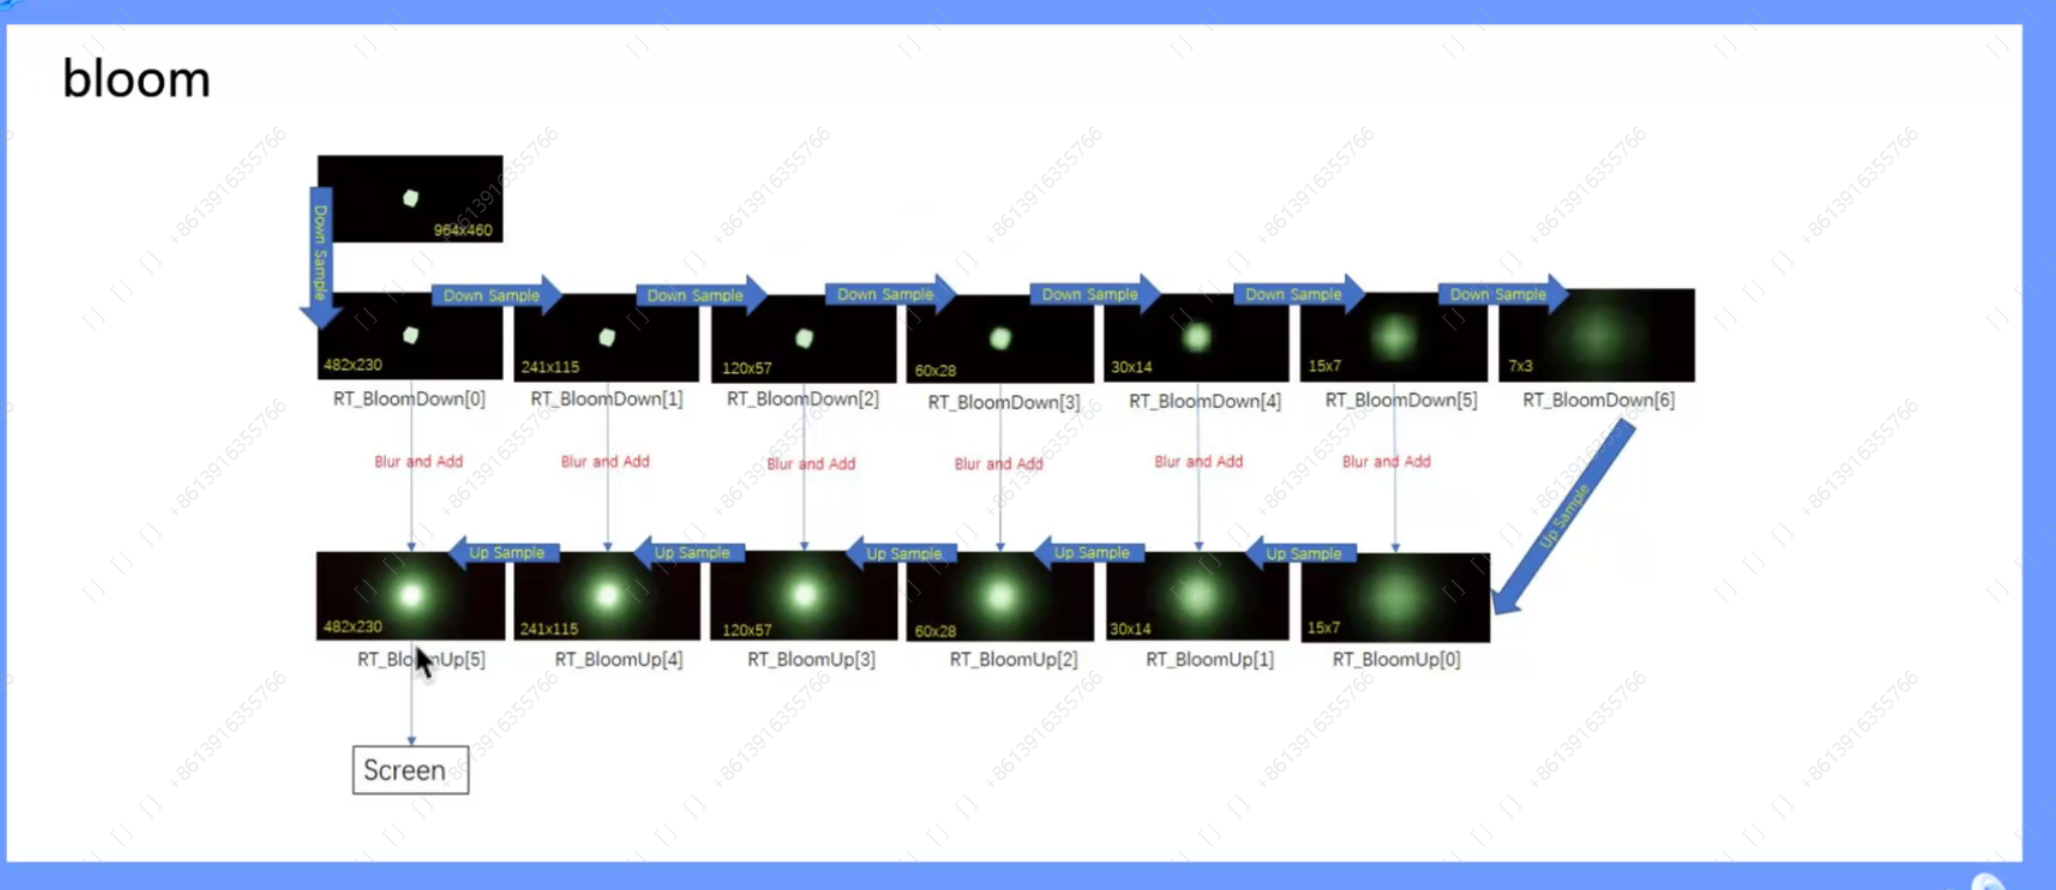 bloom
964x460
Down Sample
Down Sample
Down Sample
Down Sample
Down Sample
Down Sample
Down Sample
482x230
241x115
120x57
60x28
30x14
15x7
7x3
RT_BloomDown[0]
RT_BloomDown[1]
RT_BloomDown[2]
RT_BloomDown[3]
RT_BloomDown[4]
RT_BloomDown[5]
RT_BloomDown[6]
Blur and Add
Blur and Add
Blur and Add
Blur and Add
Blur and Add
Blur and Add
Up Sample
Up Sample
Up Sample
Up Sample
Up Sample
Up Sample
482x230
241x115
120x57
60x28
30x14
15x7
RT_BloomUp[5]
RT_BloomUp[4]
RT_BloomUp[3]
RT_BloomUp[2]
RT_BloomUp[1]
RT_BloomUp[0]
Screen
+8613916355766